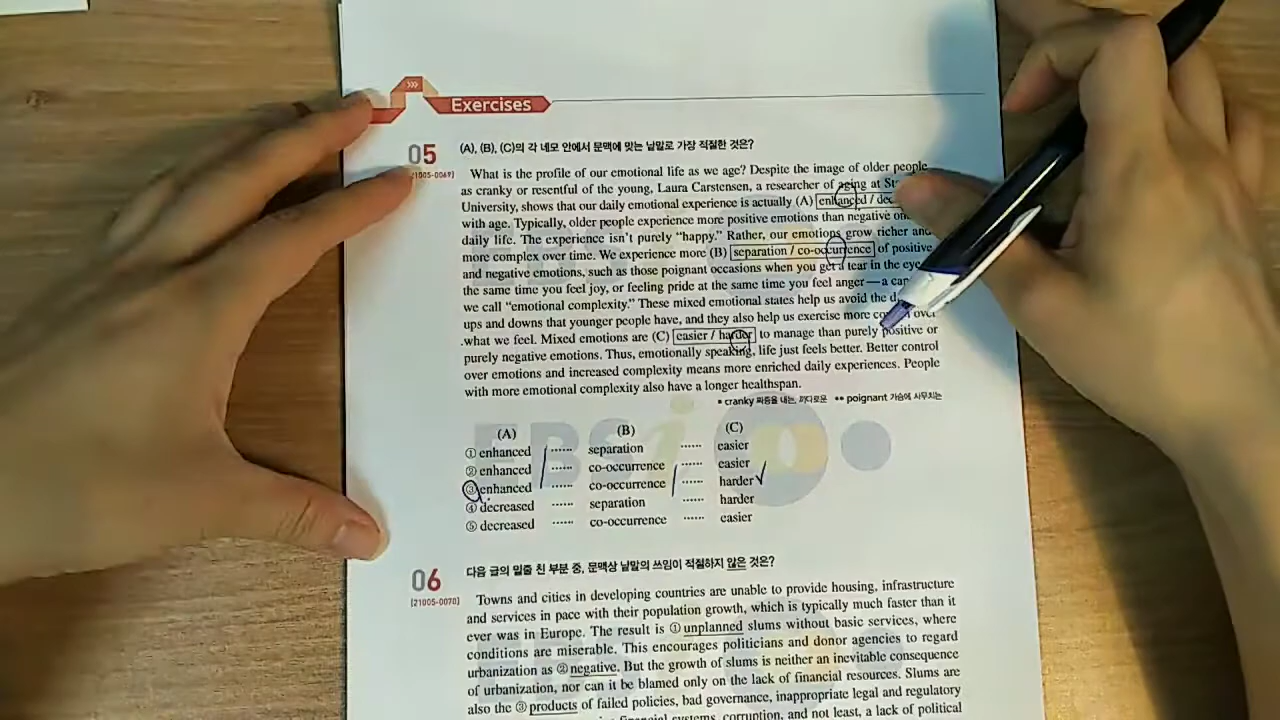 Exercises
05
[21005-0069]
(A), (B), (C)의 각 네모 안에서 문맥에 맞는 낱말로 가장 적절한 것은?
What is the profile of our emotional life as we age? Despite the image of older people
as cranky or resentful of the young, Laura Carstensen, a researcher of aging at
University, shows that our daily emotional experience is actually (A) enhanced /
with age. Typically, older people experience more positive emotions than negative
daily life. The experience isn't purely "happy." Rather, our emotions grow richer and
more complex over time. We experience more (B) separation / co-occurrence of positive
and negative emotions, such as those poignant occasions when you get a tear in the eye
the same time you feel joy, or feeling pride at the same time you feel anger—a
we call "emotional complexity." These mixed emotional states help us avoid the
ups and downs that younger people have, and they also help us exercise more over
what we feel. Mixed emotions are (C) easier / harder to manage than purely positive or
purely negative emotions. Thus, emotionally speaking, life just feels better. Better control
over emotions and increased complexity means more enriched daily experiences. People
with more emotional complexity also have a longer healthspan.
* cranky 짜증을 내는, 까다로운 ** poignant 가슴에 사무치는
(A) (B) (C)
① enhanced ...... separation ...... easier
② enhanced ...... co-occurrence ...... easier
③ enhanced ...... co-occurrence ...... harder
④ decreased ...... separation ...... harder
⑤ decreased ...... co-occurrence ...... easier
EBSi
06
[21005-0070]
다음 글의 밑줄 친 부분 중, 문맥상 낱말의 쓰임이 적절하지 않은 것은?
Towns and cities in developing countries are unable to provide housing, infrastructure
and services in pace with their population growth, which is typically much faster than it
ever was in Europe. The result is ① unplanned slums without basic services, where
conditions are miserable. This encourages politicians and donor agencies to regard
urbanization as ② negative. But the growth of slums is neither an inevitable consequence
of urbanization, nor can it be blamed only on the lack of financial resources. Slums are
also the ③ products of failed policies, bad governance, inappropriate legal and regulatory
financial systems, corruption, and not least, a lack of political